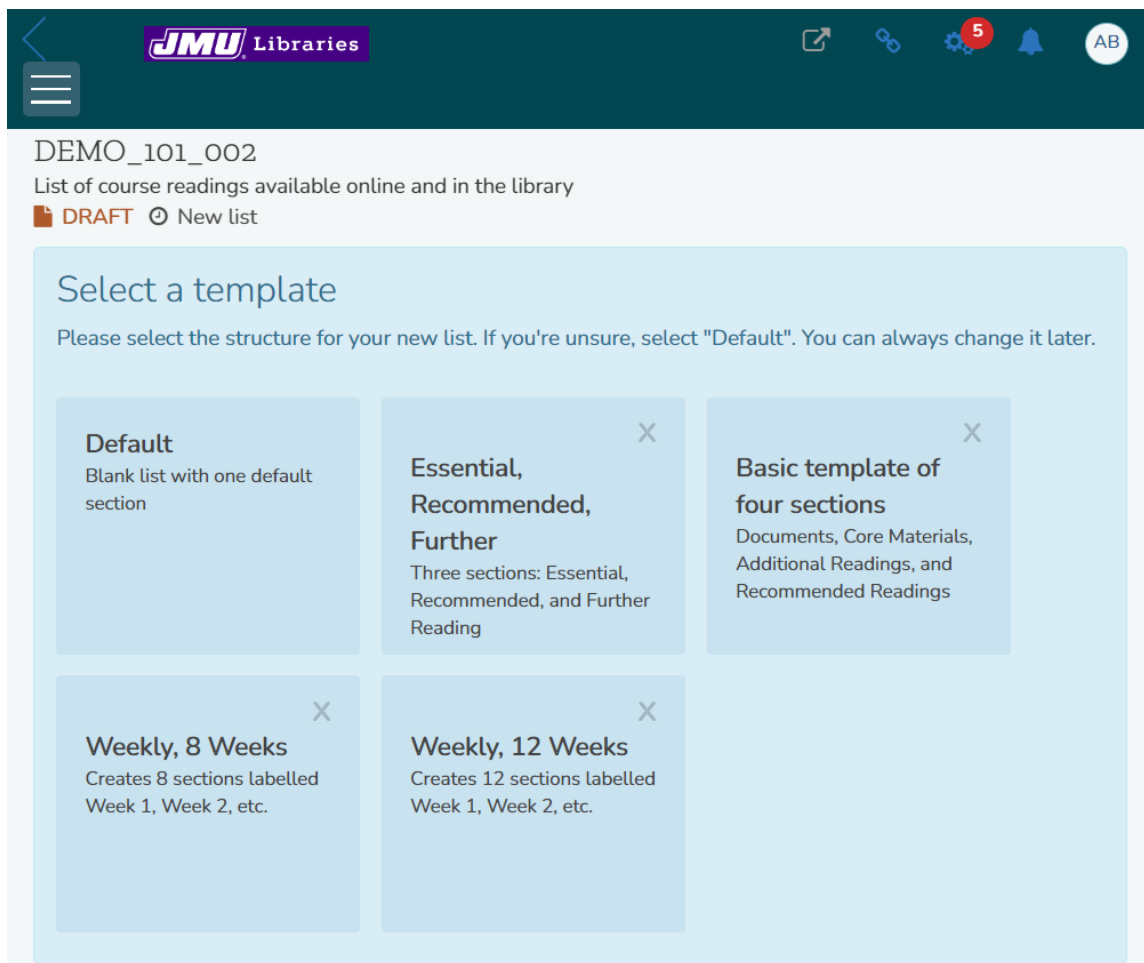 JMU Libraries
5
AB
DEMO_101_002
List of course readings available online and in the library
DRAFT New list
Select a template
Please select the structure for your new list. If you're unsure, select "Default". You can always change it later.
Default
Blank list with one default
section
X
Essential,
Recommended,
Further
Three sections: Essential,
Recommended, and Further
Reading
X
Basic template of
four sections
Documents, Core Materials,
Additional Readings, and
Recommended Readings
X
Weekly, 8 Weeks
Creates 8 sections labelled
Week 1, Week 2, etc.
X
Weekly, 12 Weeks
Creates 12 sections labelled
Week 1, Week 2, etc.